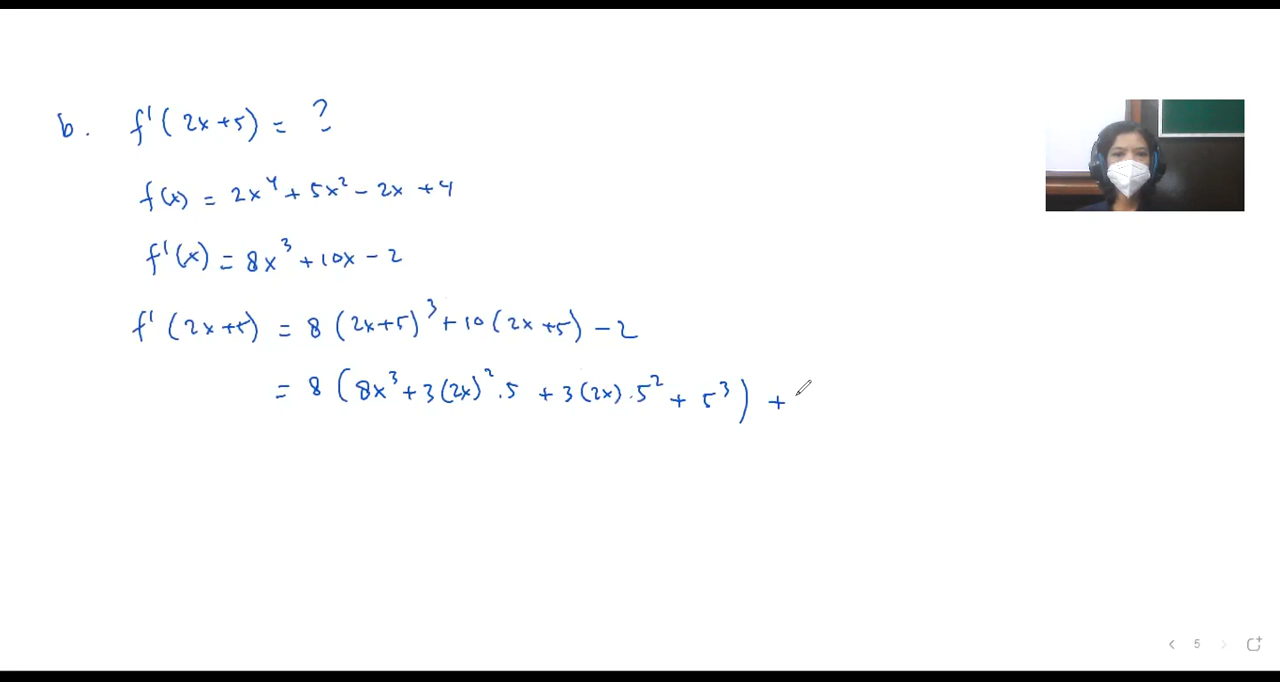 b. f'(2x+5) = ?
f(x) = 2x⁴ + 5x² - 2x + 4
f'(x) = 8x³ + 10x - 2
f'(2x+5) = 8(2x+5)³ + 10(2x+5) - 2
= 8(8x³ + 3(2x)².5 + 3(2x).5² + 5³) +
< 5 >